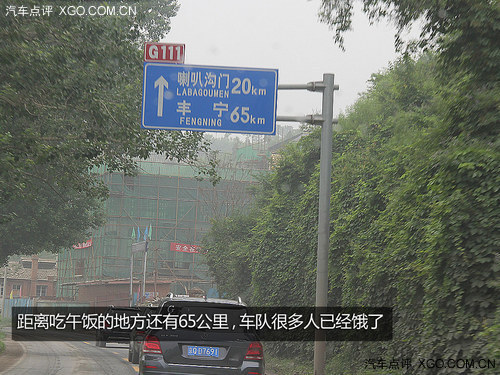 汽车点评 XGO.COM.CN
G111
喇叭沟门 20km
LABAGOUMEN
丰宁 65km
FENGNING
距离吃午饭的地方还有65公里，车队很多人已经饿了
汽车点评 XGO.COM.CN